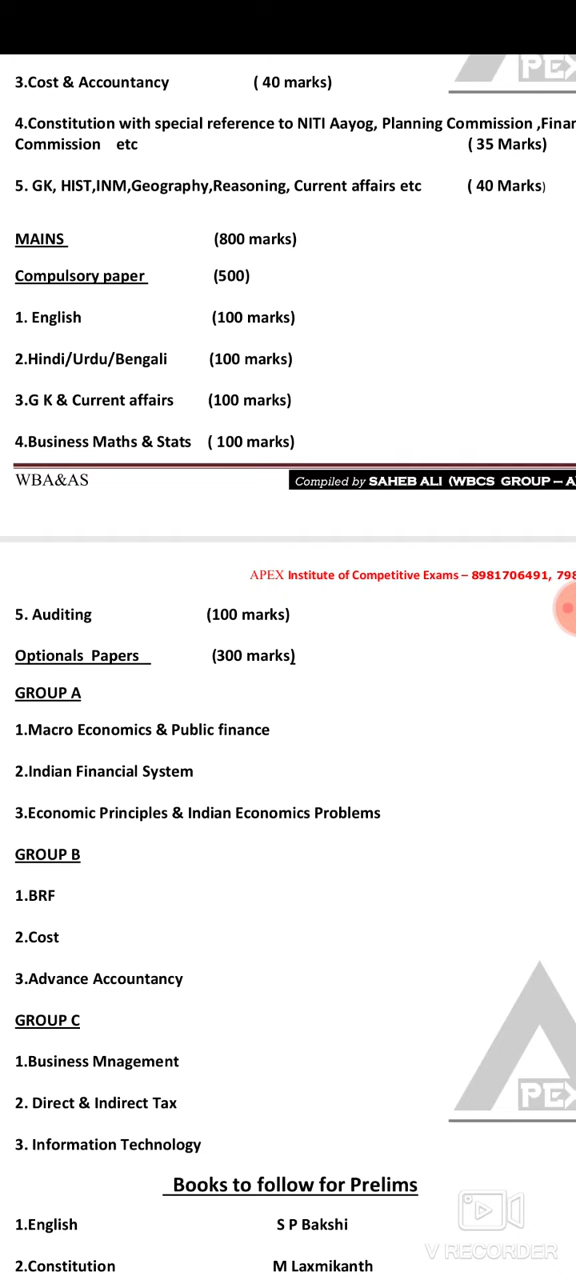 PEX
3.Cost & Accountancy ( 40 marks)
4.Constitution with special reference to NITI Aayog, Planning Commission ,Finan
Commission etc ( 35 Marks)
5. GK, HIST,INM,Geography,Reasoning, Current affairs etc ( 40 Marks)
MAINS (800 marks)
Compulsory paper (500)
1. English (100 marks)
2.Hindi/Urdu/Bengali (100 marks)
3.G K & Current affairs (100 marks)
4.Business Maths & Stats ( 100 marks)
WBA&AS Compiled by SAHEB ALI (WBCS GROUP – A
APEX Institute of Competitive Exams – 8981706491, 798
5. Auditing (100 marks)
Optionals Papers (300 marks)
GROUP A
1.Macro Economics & Public finance
2.Indian Financial System
3.Economic Principles & Indian Economics Problems
GROUP B
1.BRF
2.Cost
3.Advance Accountancy
GROUP C
1.Business Mnagement
PEX
2. Direct & Indirect Tax
3. Information Technology
Books to follow for Prelims
1.English S P Bakshi
V RECORDER
2.Constitution M Laxmikanth